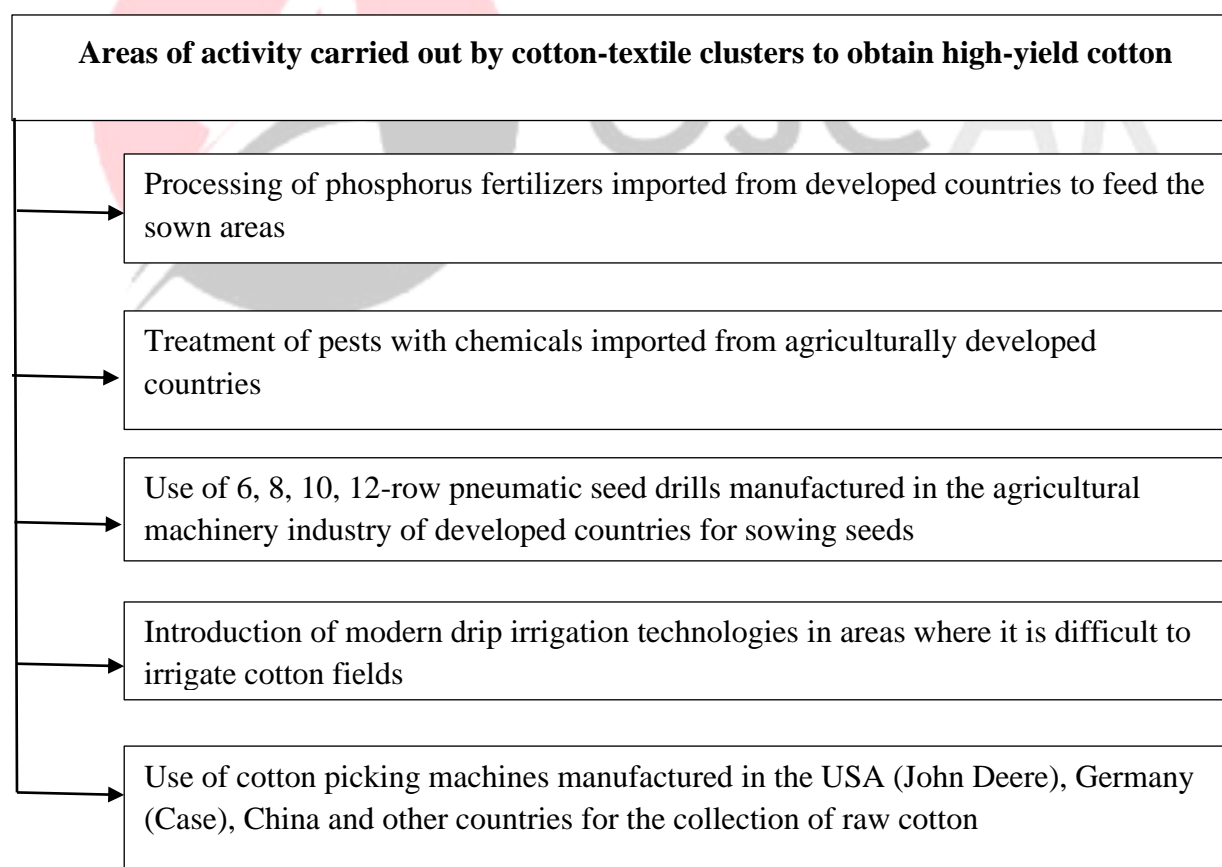 Areas of activity carried out by cotton-textile clusters to obtain high-yield cotton
Processing of phosphorus fertilizers imported from developed countries to feed the
sown areas
Treatment of pests with chemicals imported from agriculturally developed
countries
Use of 6, 8, 10, 12-row pneumatic seed drills manufactured in the agricultural
machinery industry of developed countries for sowing seeds
Introduction of modern drip irrigation technologies in areas where it is difficult to
irrigate cotton fields
Use of cotton picking machines manufactured in the USA (John Deere), Germany
(Case), China and other countries for the collection of raw cotton